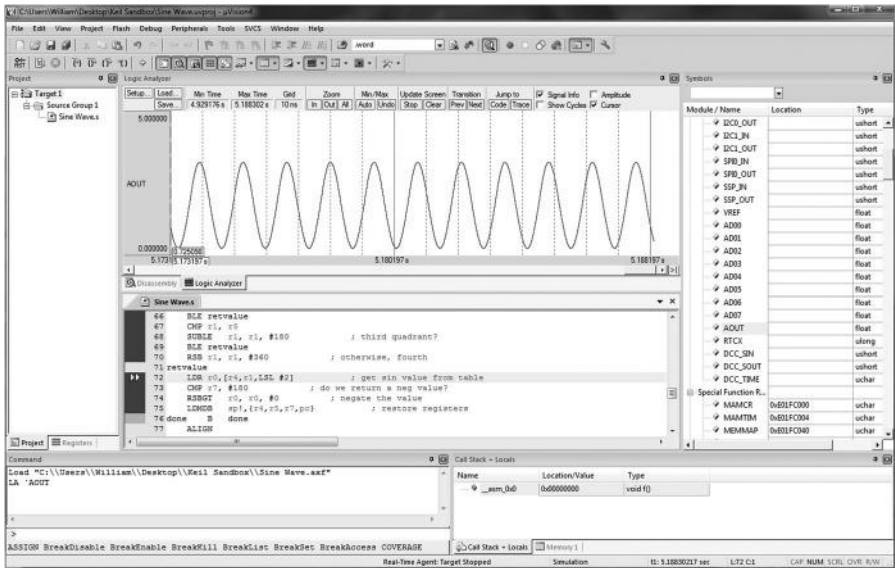 C:\Users\William\Desktop\Keil Sandbox\Sine Wave.uvproj - µVision4
File Edit View Project Flash Debug Peripherals Tools SVCS Window Help
.word
Project
Target 1
Source Group 1
Sine Wave.s
Project Registers
Logic Analyzer
Setup... Load... Save...
Min Time Max Time Grid Zoom Min/Max Update Screen Transition Jump to Signal Info Amplitude
4.929176 s 5.188302 s 10 ns In Out All Auto Undo Stop Clear Prev Next Code Trace Show Cycles Cursor
5.000000
AOUT
0.000000
0.725098
5.173197 s 5.180197 s 5.188197 s
Disassembly Logic Analyzer
Sine Wave.s
66 BLE retvalue
67 CMP r1, r5
68 SUBLE r1, r1, #180 ; third quadrant?
69 BLE retvalue
70 RSB r1, r1, #360 ; otherwise, fourth
71 retvalue
72 LDR r0,[r4,r1,LSL #2] ; get sin value from table
73 CMP r7, #180 ; do we return a neg value?
74 RSBGT r0, r0, #0 ; negate the value
75 LDMDB sp!,{r4,r5,r7,pc} ; restore registers
76 done B done
77 ALIGN
Symbols
Module / Name Location Type
I2C0_OUT ushort
I2C1_IN ushort
I2C1_OUT ushort
SPI0_IN ushort
SPI0_OUT ushort
SSP_IN ushort
SSP_OUT ushort
VREF float
AD00 float
AD01 float
AD02 float
AD03 float
AD04 float
AD05 float
AD06 float
AD07 float
AOUT float
RTCX ulong
DCC_SIN ushort
DCC_SOUT ushort
DCC_TIME uchar
Special Function R...
MAMCR 0xE01FC000 uchar
MAMTIM 0xE01FC004 uchar
MEMMAP 0xE01FC040 uchar
Command
Load "C:\\Users\\William\\Desktop\\Keil Sandbox\\Sine Wave.axf"
LA `AOUT
>
ASSIGN BreakDisable BreakEnable BreakKill BreakList BreakSet BreakAccess COVERAGE
Call Stack + Locals
Name Location/Value Type
__asm_0x0 0x00000000 void f()
Call Stack + Locals Memory 1
Real-Time Agent: Target Stopped Simulation t1: 5.18830217 sec L:72 C:1 CAP NUM SCRL OVR R/W